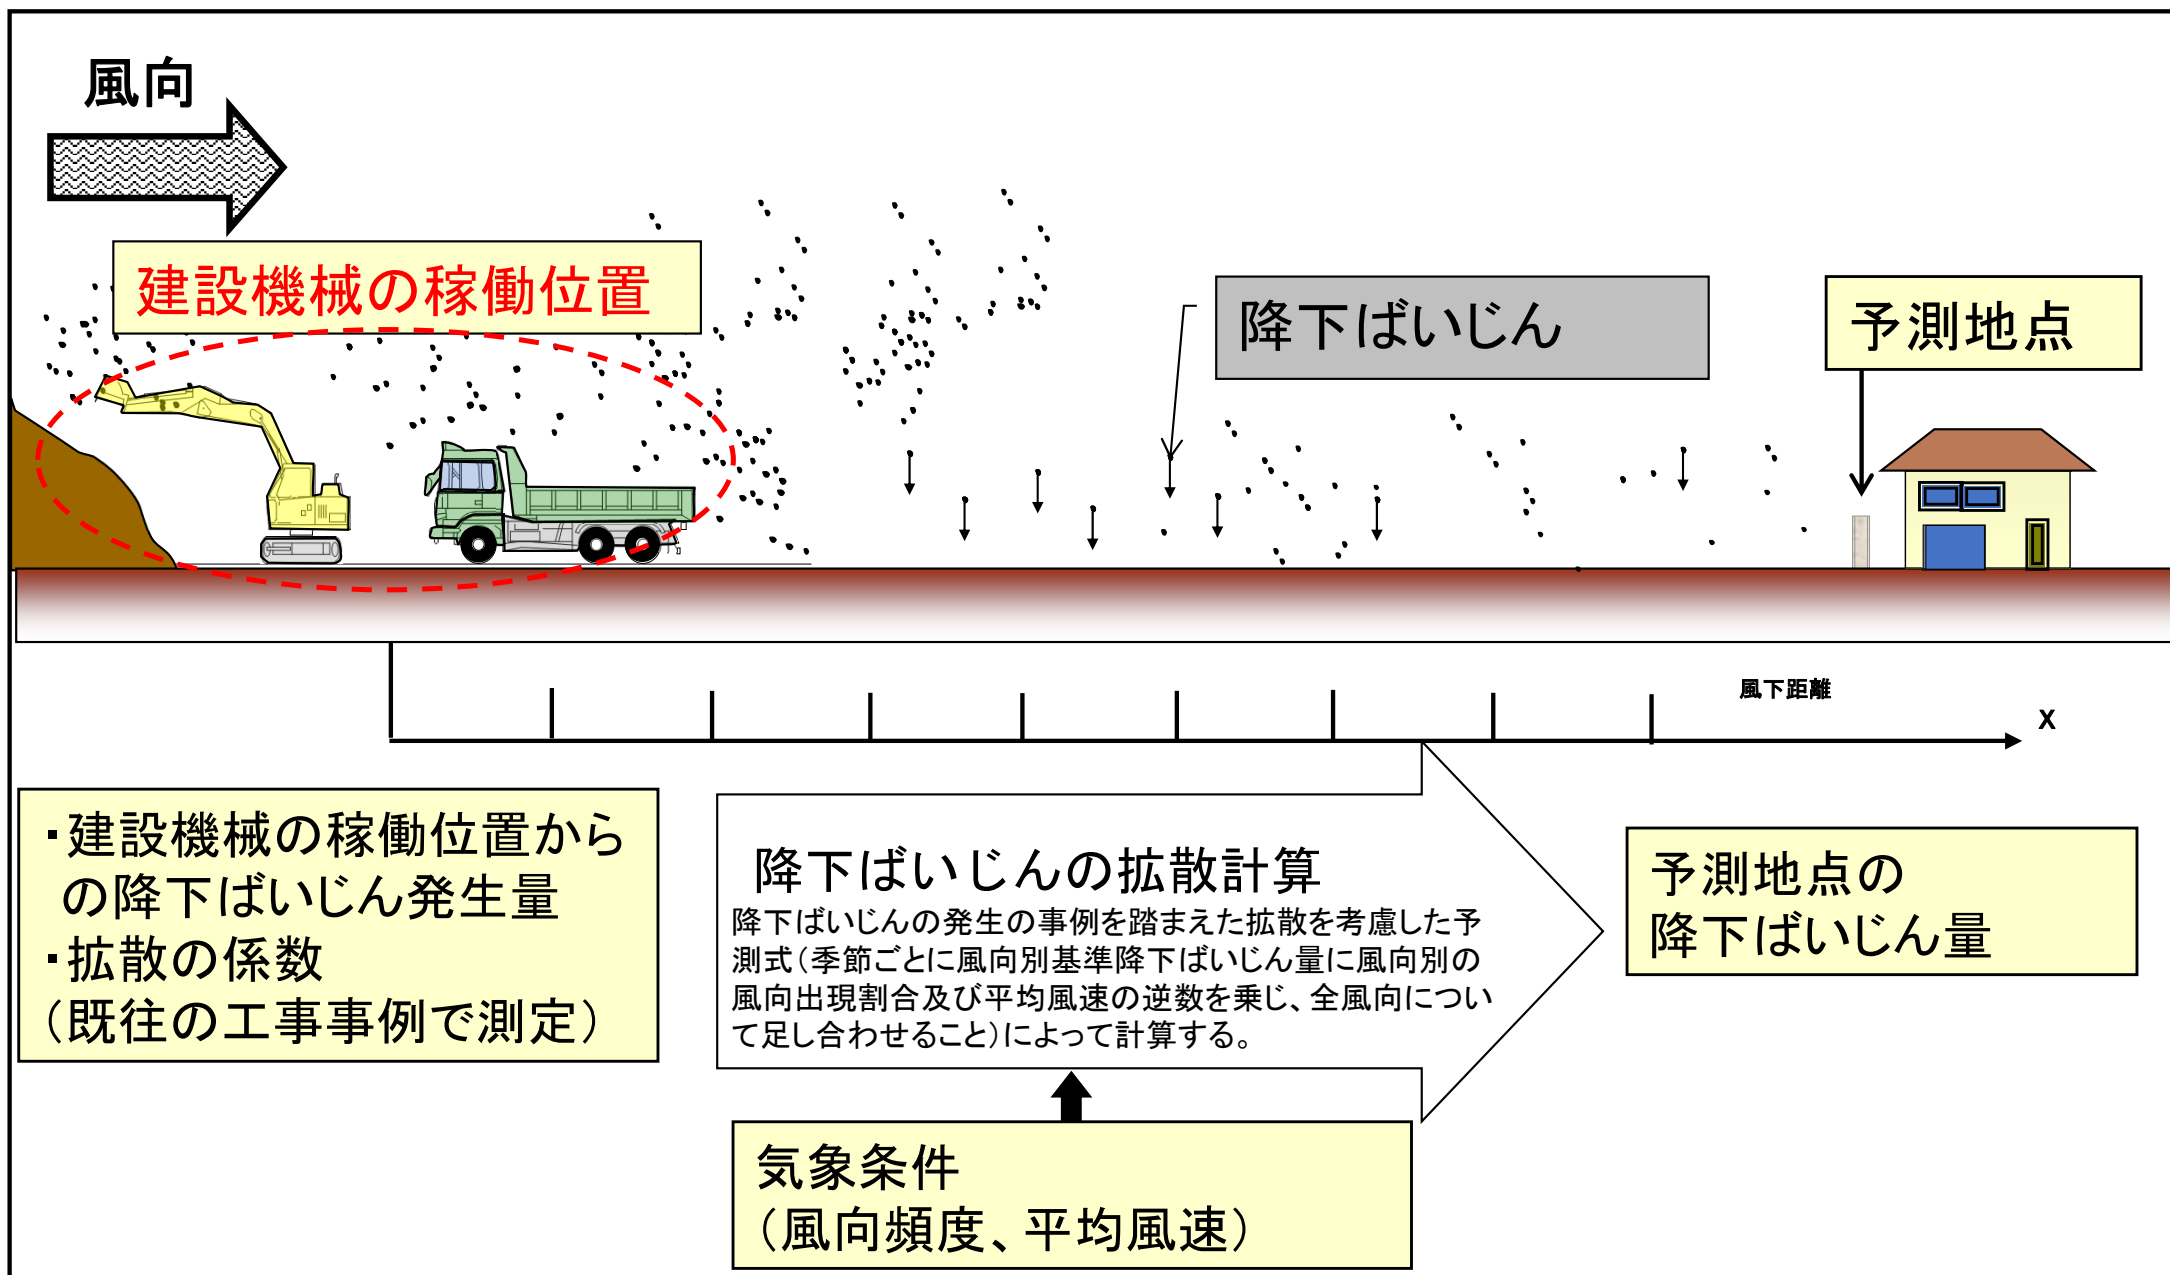 風向
建設機械の稼働位置
降下ばいじん
予測地点
風下距離
X
・建設機械の稼働位置から
の降下ばいじん発生量
・拡散の係数
（既往の工事事例で測定）
降下ばいじんの拡散計算
降下ばいじんの発生の事例を踏まえた拡散を考慮した予
測式（季節ごとに風向別基準降下ばいじん量に風向別の
風向出現割合及び平均風速の逆数を乗じ、全風向につい
て足し合わせること）によって計算する。
予測地点の
降下ばいじん量
気象条件
（風向頻度、平均風速）